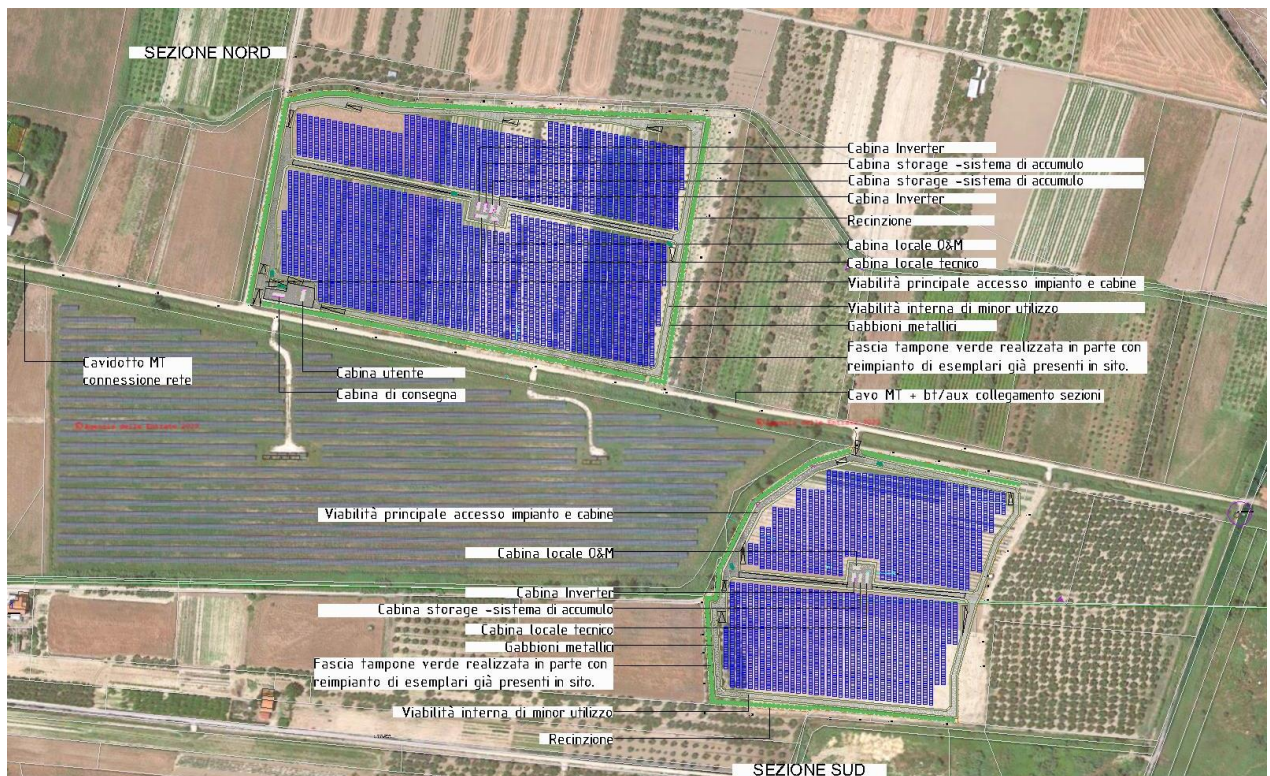 SEZIONE NORD
Cabina Inverter
Cabina storage -sistema di accumulo
Cabina storage -sistema di accumulo
Cabina Inverter
Recinzione
Cabina locale O&M
Cabina locale tecnico
Viabilità principale accesso impianto e cabine
Viabilità interna di minor utilizzo
Gabbioni metallici
Fascia tampone verde realizzata in parte con
reimpianto di esemplari già presenti in sito.
Cavo MT + bt/aux collegamento sezioni
Cavidotto MT
connessione rete
Cabina utente
Cabina di consegna
Viabilità principale accesso impianto e cabine
Cabina locale O&M
Cabina Inverter
Cabina storage -sistema di accumulo
Cabina locale tecnico
Gabbioni metallici
Fascia tampone verde realizzata in parte con
reimpianto di esemplari già presenti in sito.
Viabilità interna di minor utilizzo
Recinzione
SEZIONE SUD